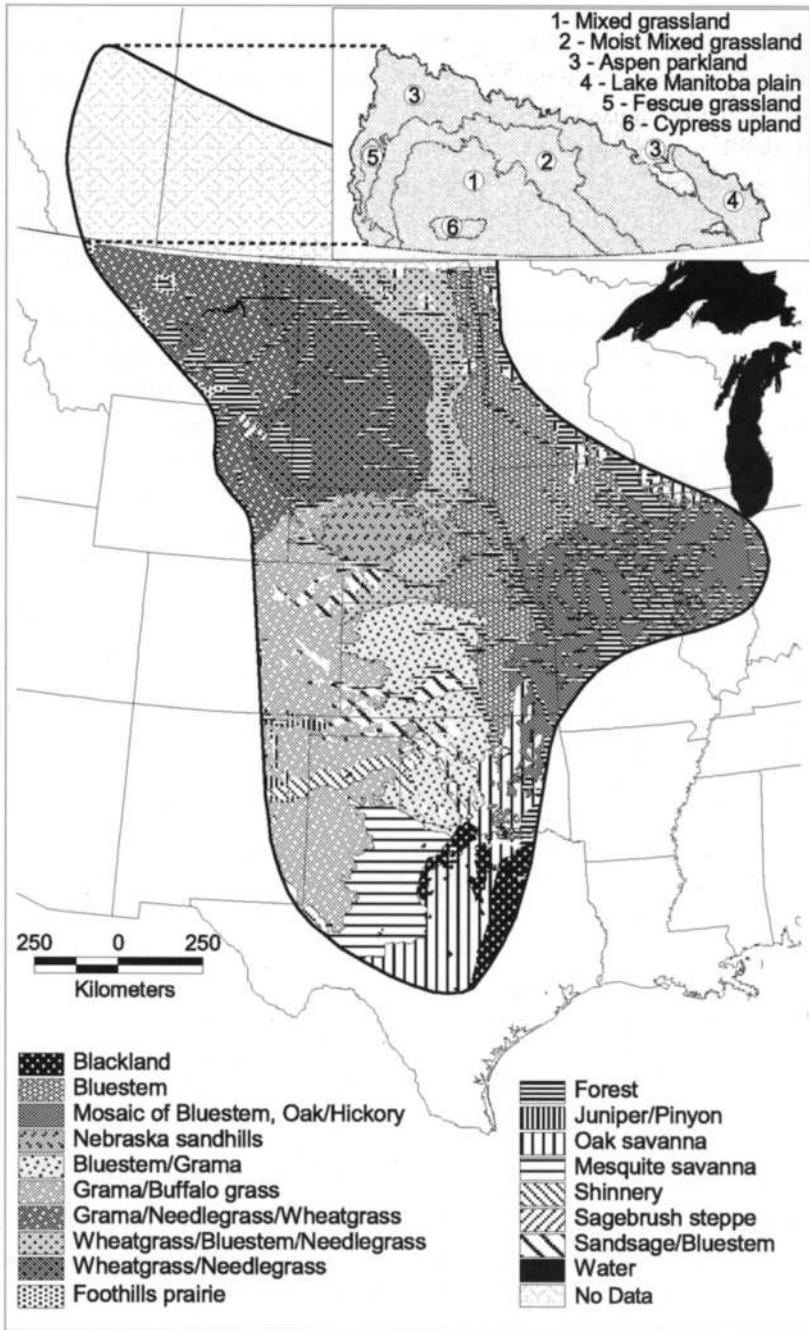 1- Mixed grassland
2 - Moist Mixed grassland
3 - Aspen parkland
4 - Lake Manitoba plain
5 - Fescue grassland
6 - Cypress upland
3
3
5
2
1
4
6
250 0 250
Kilometers
Blackland
Bluestem
Mosaic of Bluestem, Oak/Hickory
Nebraska sandhills
Bluestem/Grama
Grama/Buffalo grass
Grama/Needlegrass/Wheatgrass
Wheatgrass/Bluestem/Needlegrass
Wheatgrass/Needlegrass
Foothills prairie
Forest
Juniper/Pinyon
Oak savanna
Mesquite savanna
Shinnery
Sagebrush steppe
Sandsage/Bluestem
Water
No Data